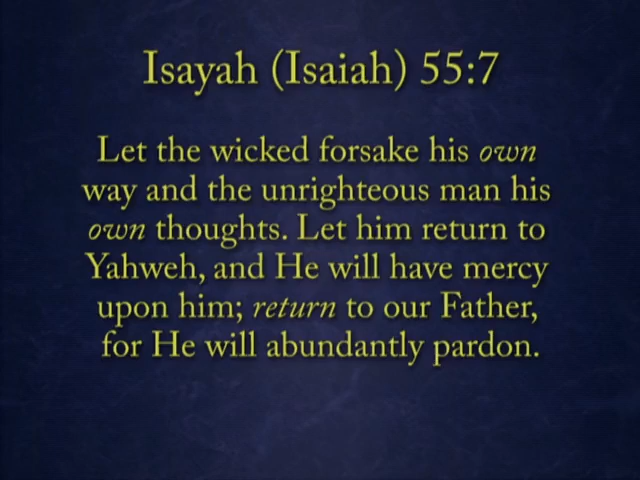 Isayah (Isaiah) 55:7
Let the wicked forsake his own
way and the unrighteous man his
own thoughts. Let him return to
Yahweh, and He will have mercy
upon him; return to our Father,
for He will abundantly pardon.